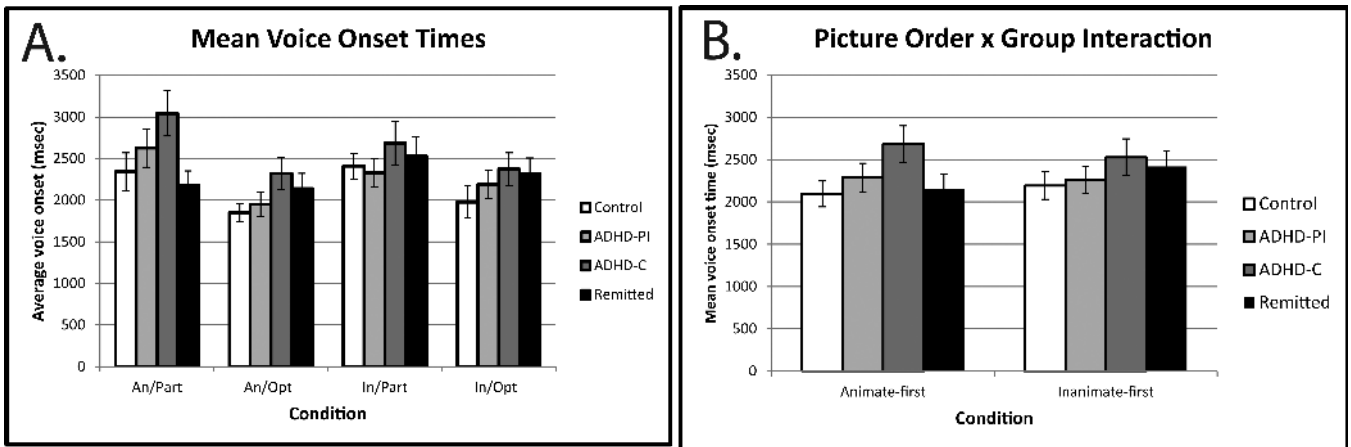 A.
Mean Voice Onset Times
Average voice onset (msec)
3500
3000
2500
2000
1500
1000
500
0
An/Part An/Opt In/Part In/Opt
Condition
Control
ADHD-PI
ADHD-C
Remitted
B.
Picture Order x Group Interaction
Mean voice onset time (msec)
3500
3000
2500
2000
1500
1000
500
0
Animate-first Inanimate-first
Condition
Control
ADHD-PI
ADHD-C
Remitted